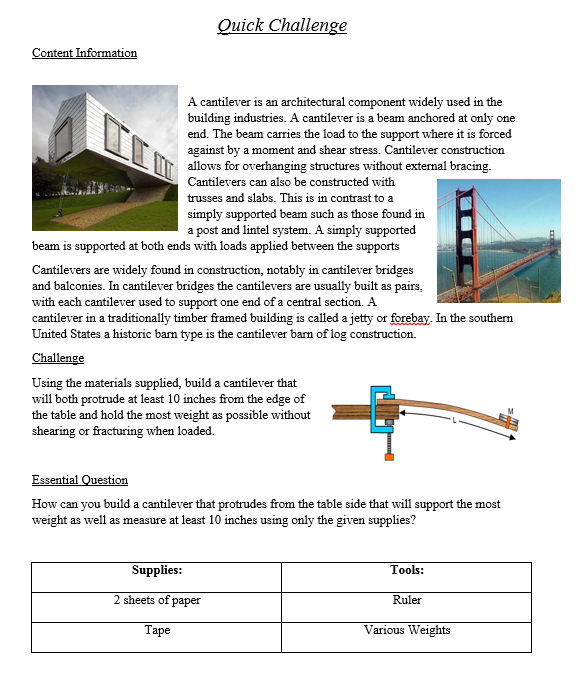 Quick Challenge
Content Information
A cantilever is an architectural component widely used in the
building industries. A cantilever is a beam anchored at only one
end. The beam carries the load to the support where it is forced
against by a moment and shear stress. Cantilever construction
allows for overhanging structures without external bracing.
Cantilevers can also be constructed with
trusses and slabs. This is in contrast to a
simply supported beam such as those found in
a post and lintel system. A simply supported
beam is supported at both ends with loads applied between the supports
Cantilevers are widely found in construction, notably in cantilever bridges
and balconies. In cantilever bridges the cantilevers are usually built as pairs,
with each cantilever used to support one end of a central section. A
cantilever in a traditionally timber framed building is called a jetty or forebay. In the southern
United States a historic barn type is the cantilever barn of log construction.
Challenge
Using the materials supplied, build a cantilever that
will both protrude at least 10 inches from the edge of
the table and hold the most weight as possible without
shearing or fracturing when loaded.
M
L
Essential Question
How can you build a cantilever that protrudes from the table side that will support the most
weight as well as measure at least 10 inches using only the given supplies?
Supplies: Tools:
2 sheets of paper Ruler
Tape Various Weights